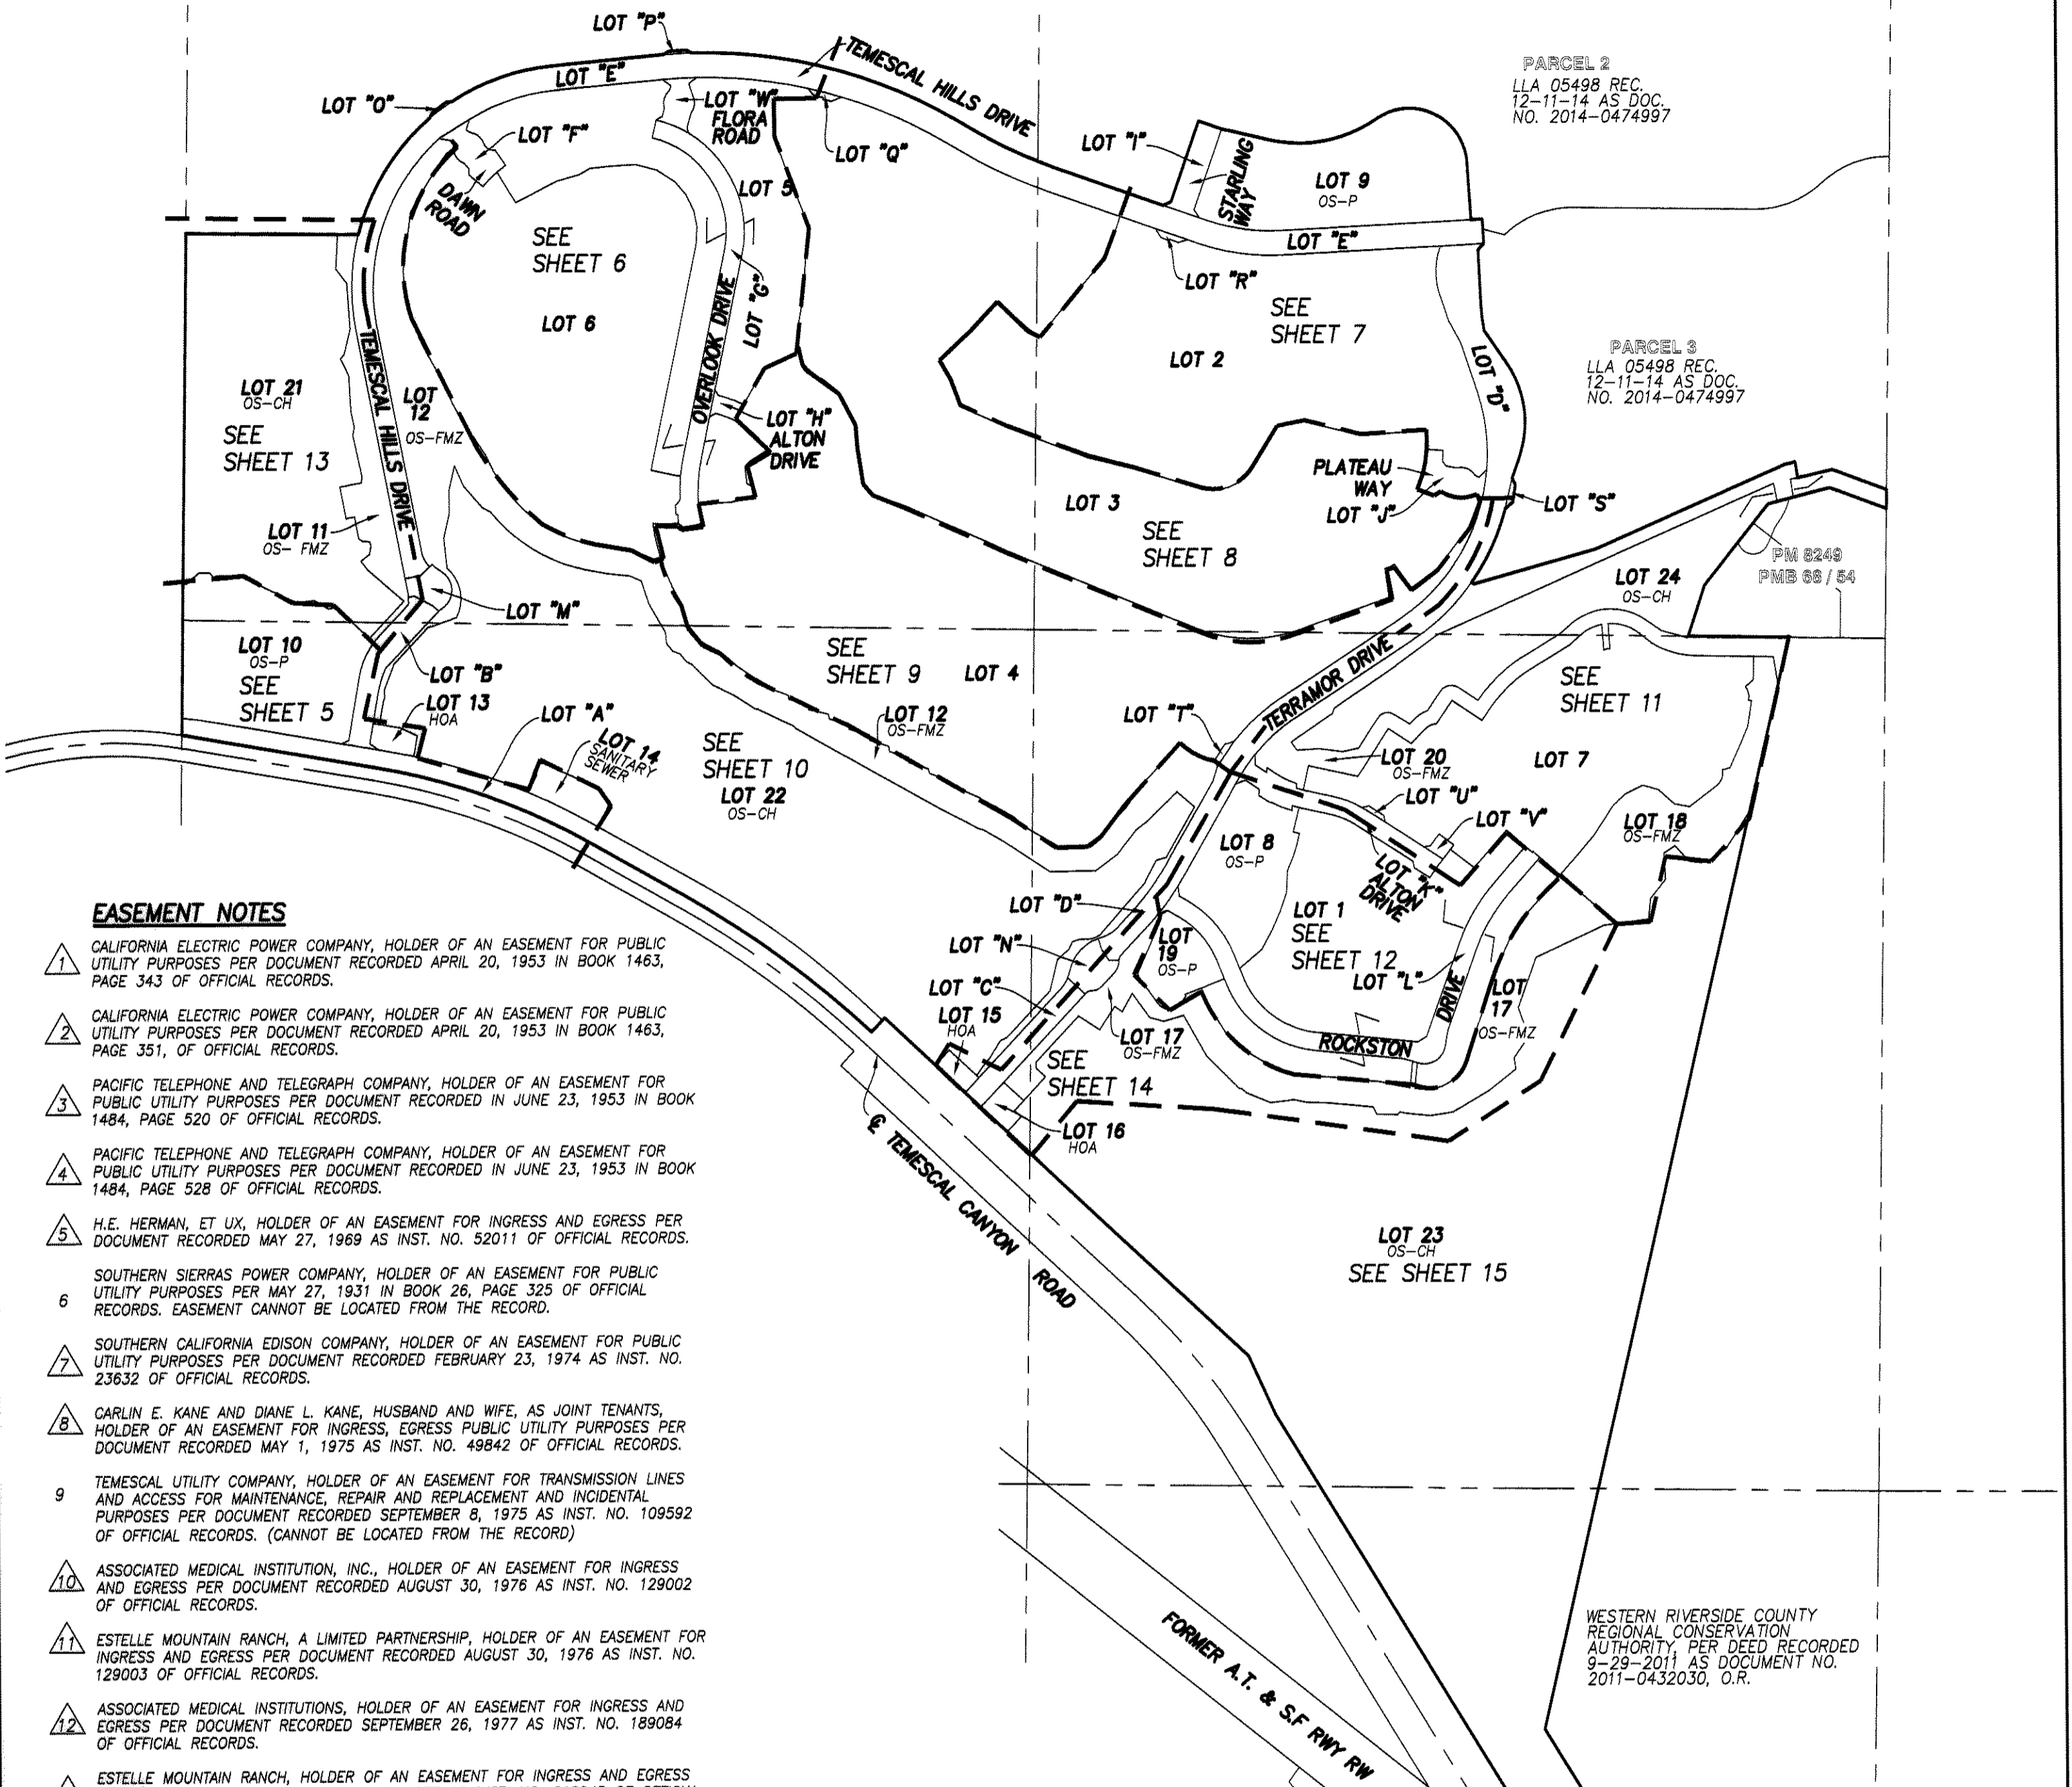 LOT "P"
TEMESCAL HILLS DRIVE
PARCEL 2
LLA 05498 REC.
12-11-14 AS DOC.
NO. 2014-0474997
LOT "E"
LOT "O"
LOT "W"
FLORA
ROAD
LOT "F"
LOT "Q"
LOT "I"
STARLING
WAY
LOT 9
OS-P
DAWN
ROAD
LOT 5
SEE
SHEET 6
LOT "E"
LOT "R"
LOT 6
OVERLOOK DRIVE
LOT "G"
SEE
SHEET 7
LOT 2
LOT "D"
PARCEL 3
LLA 05498 REC.
12-11-14 AS DOC.
NO. 2014-0474997
TEMESCAL HILLS DRIVE
LOT 21
OS-CH
SEE
SHEET 13
LOT
12
OS-FMZ
LOT "H"
ALTON
DRIVE
PLATEAU
WAY
LOT "J"
LOT "S"
LOT 3
SEE
SHEET 8
LOT 11
OS- FMZ
PM 8249
PMB 68 / 54
LOT 24
OS-CH
LOT "M"
LOT 10
OS-P
SEE
SHEET 5
LOT "B"
LOT 13
HOA
SEE
SHEET 9
LOT 4
TERRAMOR DRIVE
SEE
SHEET 11
LOT "A"
LOT 14
SANITARY
SEWER
SEE
SHEET 10
LOT 22
OS-CH
LOT 12
OS-FMZ
LOT "T"
LOT 20
OS-FMZ
LOT 7
LOT "U"
LOT "V"
LOT 18
OS-FMZ
LOT 8
OS-P
LOT "K"
ALTON
DRIVE
LOT "D"
LOT 1
SEE
SHEET 12
LOT "N"
LOT
19
OS-P
LOT "L"
DRIVE
LOT
17
OS-FMZ
LOT "C"
LOT 15
HOA
LOT 17
OS-FMZ
ROCKSTON
SEE
SHEET 14
LOT 16
HOA
℄ TEMESCAL CANYON ROAD
LOT 23
OS-CH
SEE SHEET 15
FORMER A.T. & S.F RWY RW
WESTERN RIVERSIDE COUNTY
REGIONAL CONSERVATION
AUTHORITY, PER DEED RECORDED
9-29-2011 AS DOCUMENT NO.
2011-0432030, O.R.
EASEMENT NOTES
1 CALIFORNIA ELECTRIC POWER COMPANY, HOLDER OF AN EASEMENT FOR PUBLIC
UTILITY PURPOSES PER DOCUMENT RECORDED APRIL 20, 1953 IN BOOK 1463,
PAGE 343 OF OFFICIAL RECORDS.
2 CALIFORNIA ELECTRIC POWER COMPANY, HOLDER OF AN EASEMENT FOR PUBLIC
UTILITY PURPOSES PER DOCUMENT RECORDED APRIL 20, 1953 IN BOOK 1463,
PAGE 351, OF OFFICIAL RECORDS.
3 PACIFIC TELEPHONE AND TELEGRAPH COMPANY, HOLDER OF AN EASEMENT FOR
PUBLIC UTILITY PURPOSES PER DOCUMENT RECORDED IN JUNE 23, 1953 IN BOOK
1484, PAGE 520 OF OFFICIAL RECORDS.
4 PACIFIC TELEPHONE AND TELEGRAPH COMPANY, HOLDER OF AN EASEMENT FOR
PUBLIC UTILITY PURPOSES PER DOCUMENT RECORDED IN JUNE 23, 1953 IN BOOK
1484, PAGE 528 OF OFFICIAL RECORDS.
5 H.E. HERMAN, ET UX, HOLDER OF AN EASEMENT FOR INGRESS AND EGRESS PER
DOCUMENT RECORDED MAY 27, 1969 AS INST. NO. 52011 OF OFFICIAL RECORDS.
6 SOUTHERN SIERRAS POWER COMPANY, HOLDER OF AN EASEMENT FOR PUBLIC
UTILITY PURPOSES PER MAY 27, 1931 IN BOOK 26, PAGE 325 OF OFFICIAL
RECORDS. EASEMENT CANNOT BE LOCATED FROM THE RECORD.
7 SOUTHERN CALIFORNIA EDISON COMPANY, HOLDER OF AN EASEMENT FOR PUBLIC
UTILITY PURPOSES PER DOCUMENT RECORDED FEBRUARY 23, 1974 AS INST. NO.
23632 OF OFFICIAL RECORDS.
8 CARLIN E. KANE AND DIANE L. KANE, HUSBAND AND WIFE, AS JOINT TENANTS,
HOLDER OF AN EASEMENT FOR INGRESS, EGRESS PUBLIC UTILITY PURPOSES PER
DOCUMENT RECORDED MAY 1, 1975 AS INST. NO. 49842 OF OFFICIAL RECORDS.
9 TEMESCAL UTILITY COMPANY, HOLDER OF AN EASEMENT FOR TRANSMISSION LINES
AND ACCESS FOR MAINTENANCE, REPAIR AND REPLACEMENT AND INCIDENTAL
PURPOSES PER DOCUMENT RECORDED SEPTEMBER 8, 1975 AS INST. NO. 109592
OF OFFICIAL RECORDS. (CANNOT BE LOCATED FROM THE RECORD)
10 ASSOCIATED MEDICAL INSTITUTION, INC., HOLDER OF AN EASEMENT FOR INGRESS
AND EGRESS PER DOCUMENT RECORDED AUGUST 30, 1976 AS INST. NO. 129002
OF OFFICIAL RECORDS.
11 ESTELLE MOUNTAIN RANCH, A LIMITED PARTNERSHIP, HOLDER OF AN EASEMENT FOR
INGRESS AND EGRESS PER DOCUMENT RECORDED AUGUST 30, 1976 AS INST. NO.
129003 OF OFFICIAL RECORDS.
12 ASSOCIATED MEDICAL INSTITUTIONS, HOLDER OF AN EASEMENT FOR INGRESS AND
EGRESS PER DOCUMENT RECORDED SEPTEMBER 26, 1977 AS INST. NO. 189084
OF OFFICIAL RECORDS.
ESTELLE MOUNTAIN RANCH, HOLDER OF AN EASEMENT FOR INGRESS AND EGRESS